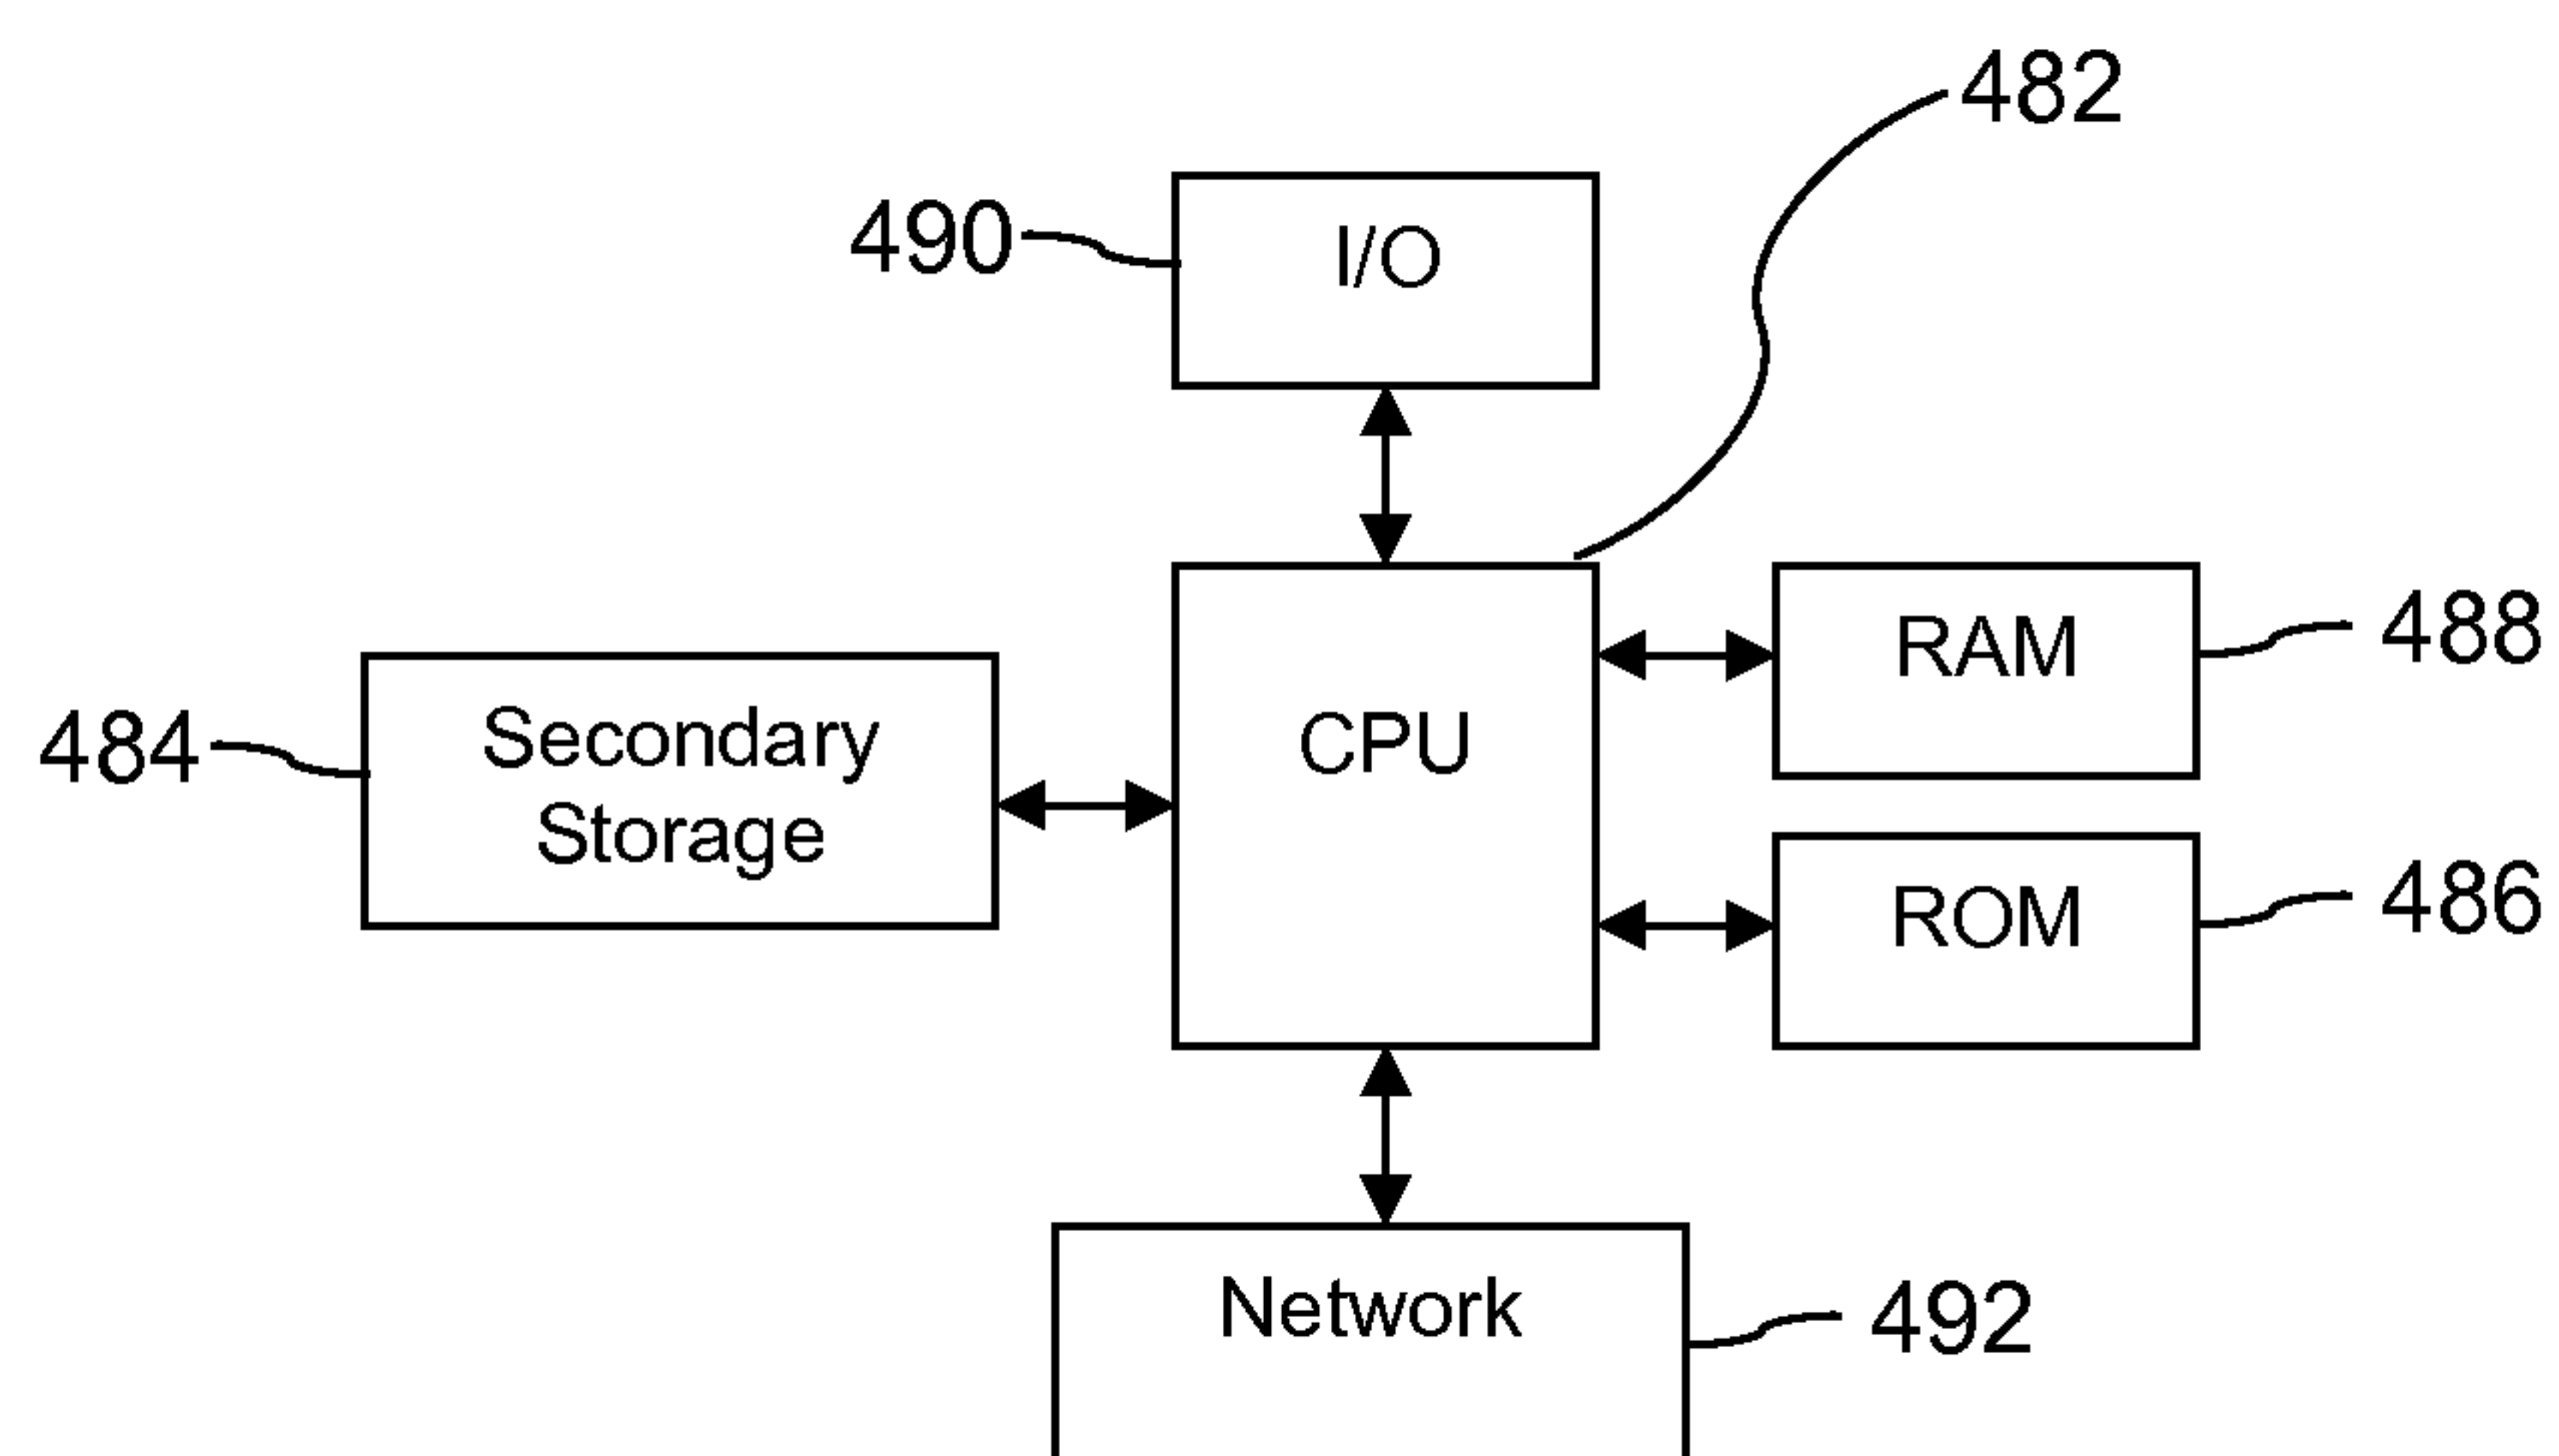 482
490
I/O
488
RAM
484
Secondary
Storage
CPU
486
ROM
Network
492